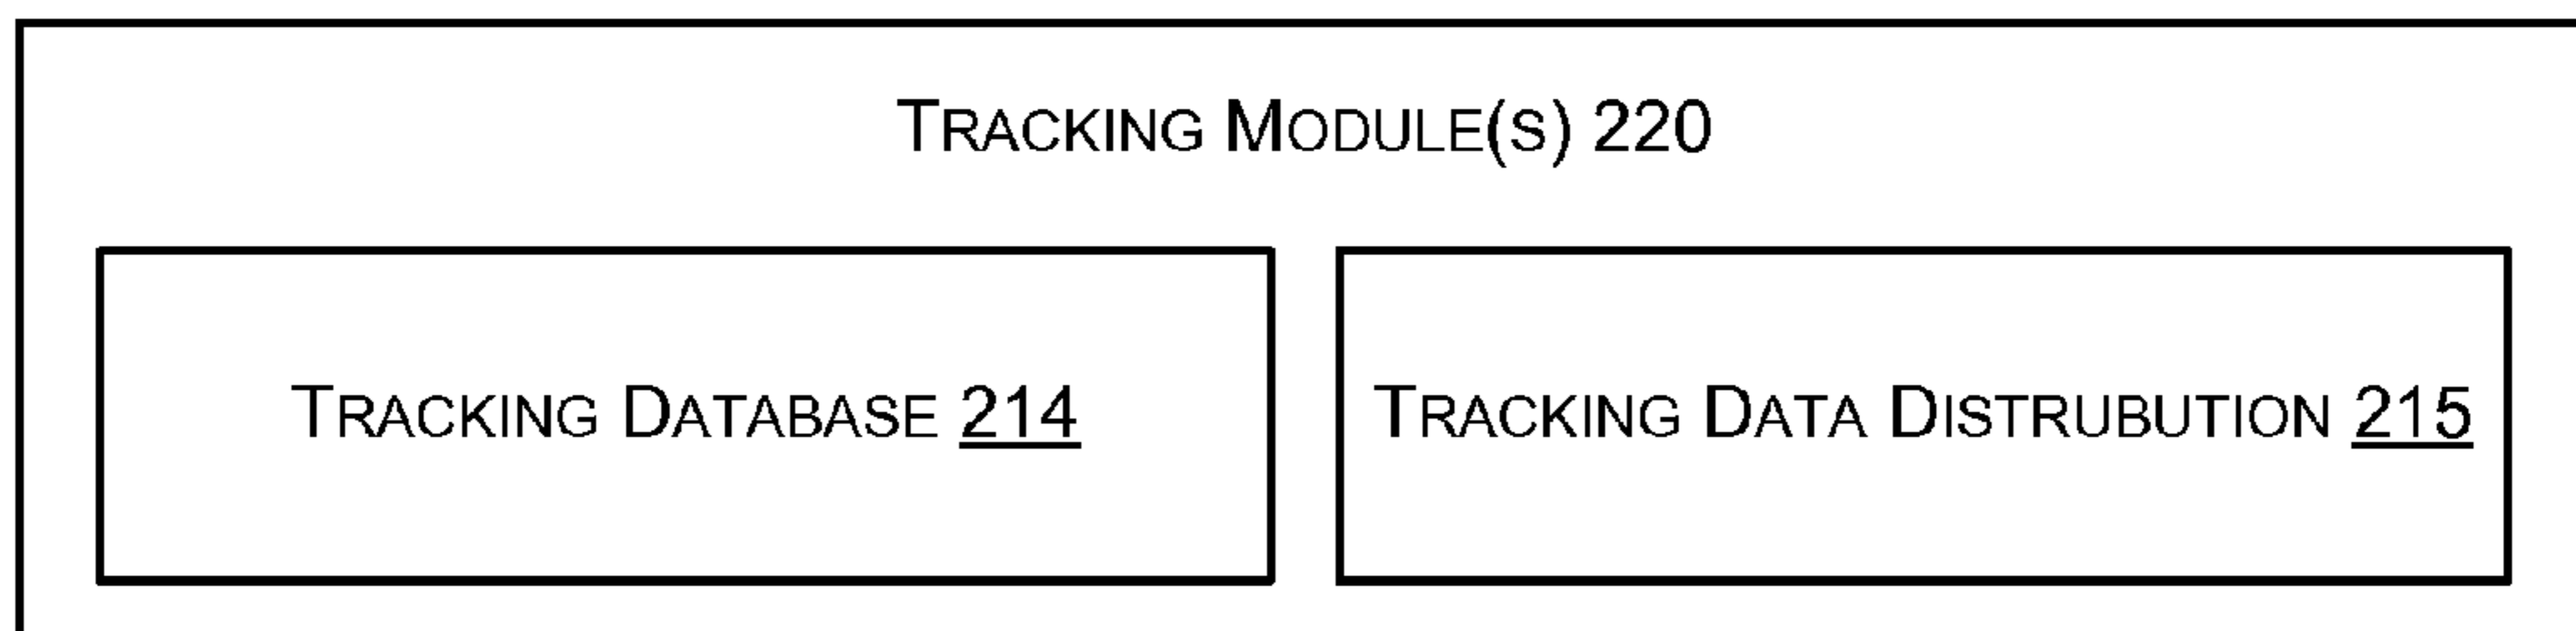 TRACKING MODULE(S) 220
TRACKING DATABASE 214
TRACKING DATA DISTRUBUTION 215